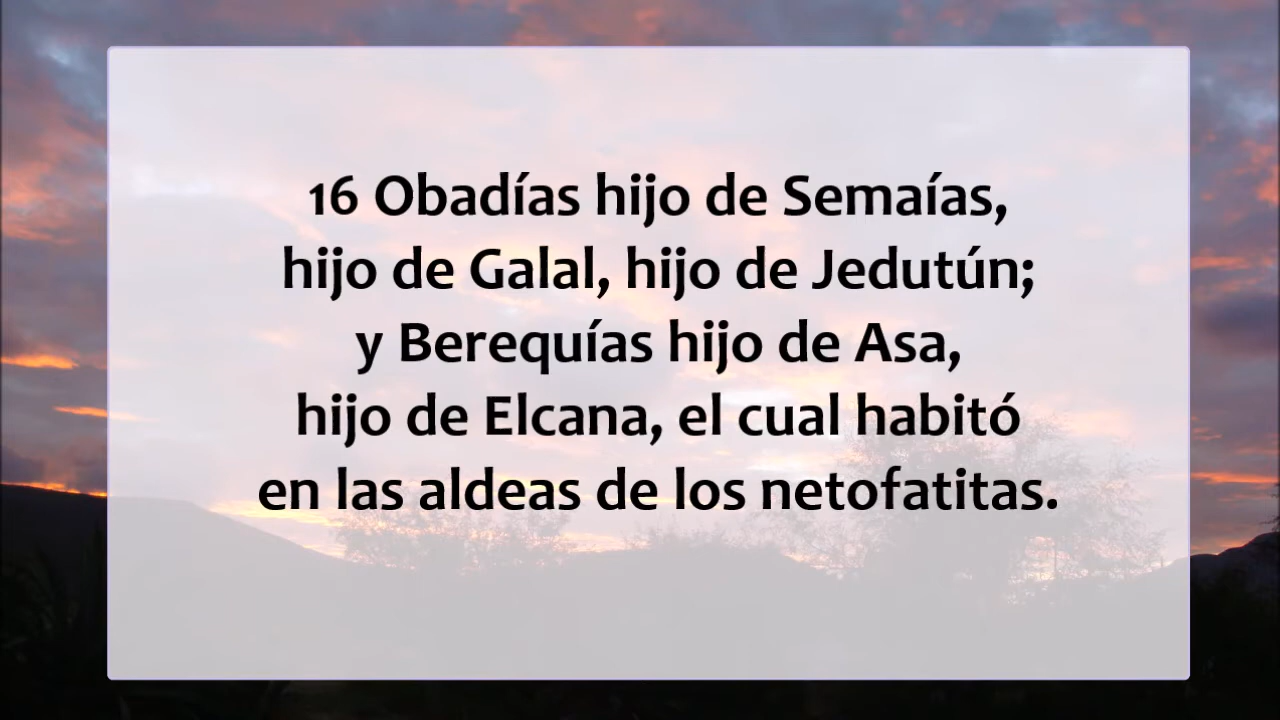 16 Obadías hijo de Semaías,
hijo de Galal, hijo de Jedutún;
y Berequías hijo de Asa,
hijo de Elcana, el cual habitó
en las aldeas de los netofatitas.